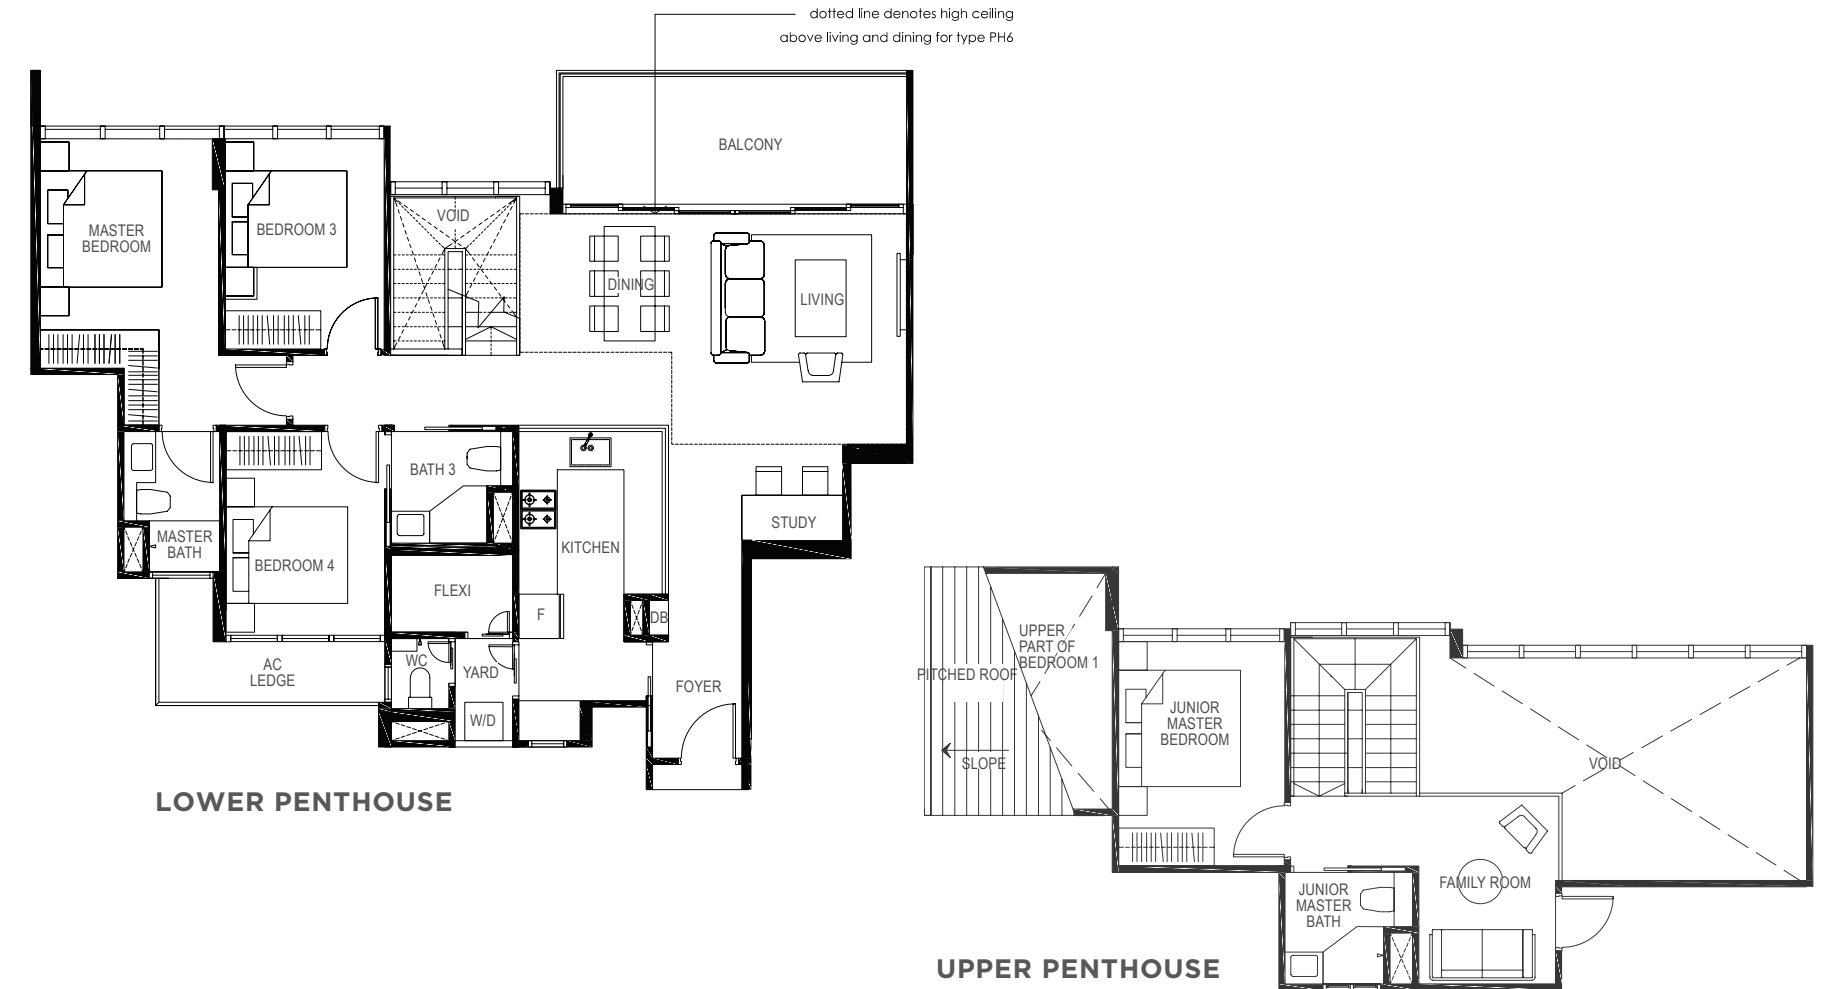 dotted line denotes high ceiling
above living and dining for type PH6
BALCONY
VOID
MASTER
BEDROOM
BEDROOM 3
DINING
LIVING
BATH 3
STUDY
MASTER
BATH
KITCHEN
BEDROOM 4
FLEXI
F
DB
WC
YARD
AC
LEDGE
FOYER
W/D
LOWER PENTHOUSE
UPPER
PART OF
BEDROOM 1
PITCHED ROOF
JUNIOR
MASTER
BEDROOM
SLOPE
VOID
FAMILY ROOM
JUNIOR
MASTER
BATH
UPPER PENTHOUSE